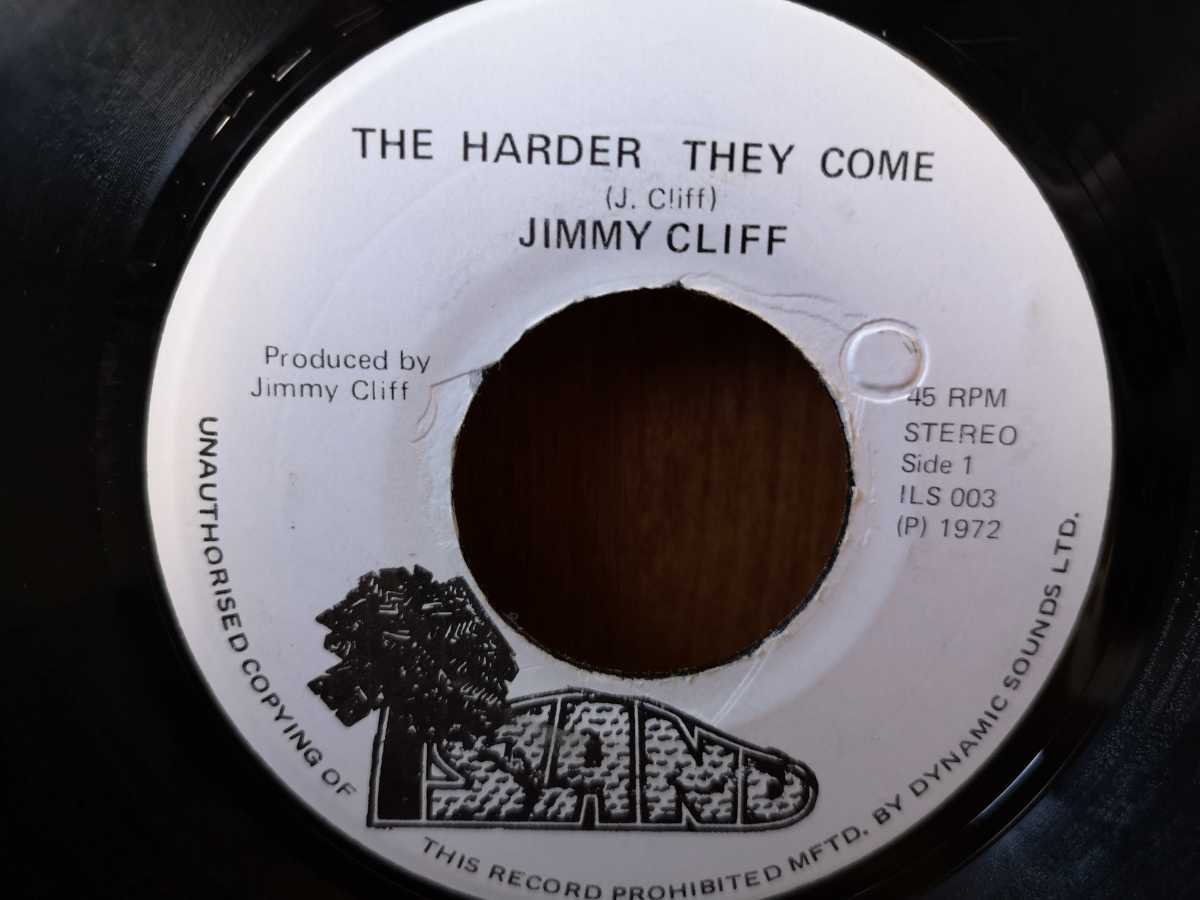 THE HARDER THEY COME
(J. Cliff)
JIMMY CLIFF
Produced by
Jimmy Cliff
45 RPM
STEREO
Side 1
ILS 003
(P) 1972
ISLAND
UNAUTHORISED COPYING OF THIS RECORD PROHIBITED MFTD. BY DYNAMIC SOUNDS LTD.